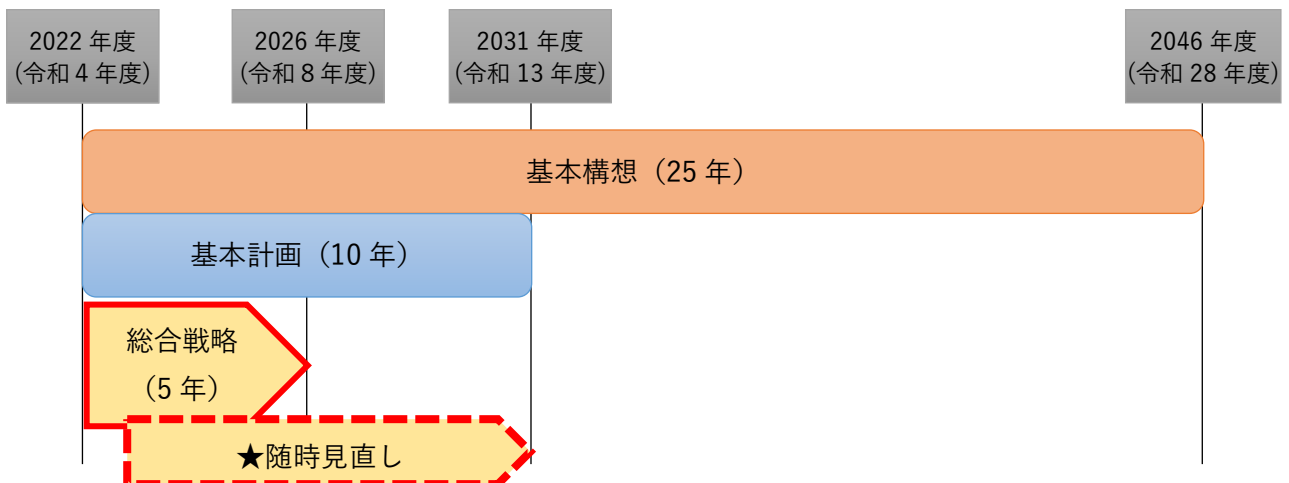 2022 年度
(令和 4 年度)
2026 年度
(令和 8 年度)
2031 年度
(令和 13 年度)
2046 年度
(令和 28 年度)
基本構想（25 年）
基本計画（10 年）
総合戦略
（5 年）
★随時見直し